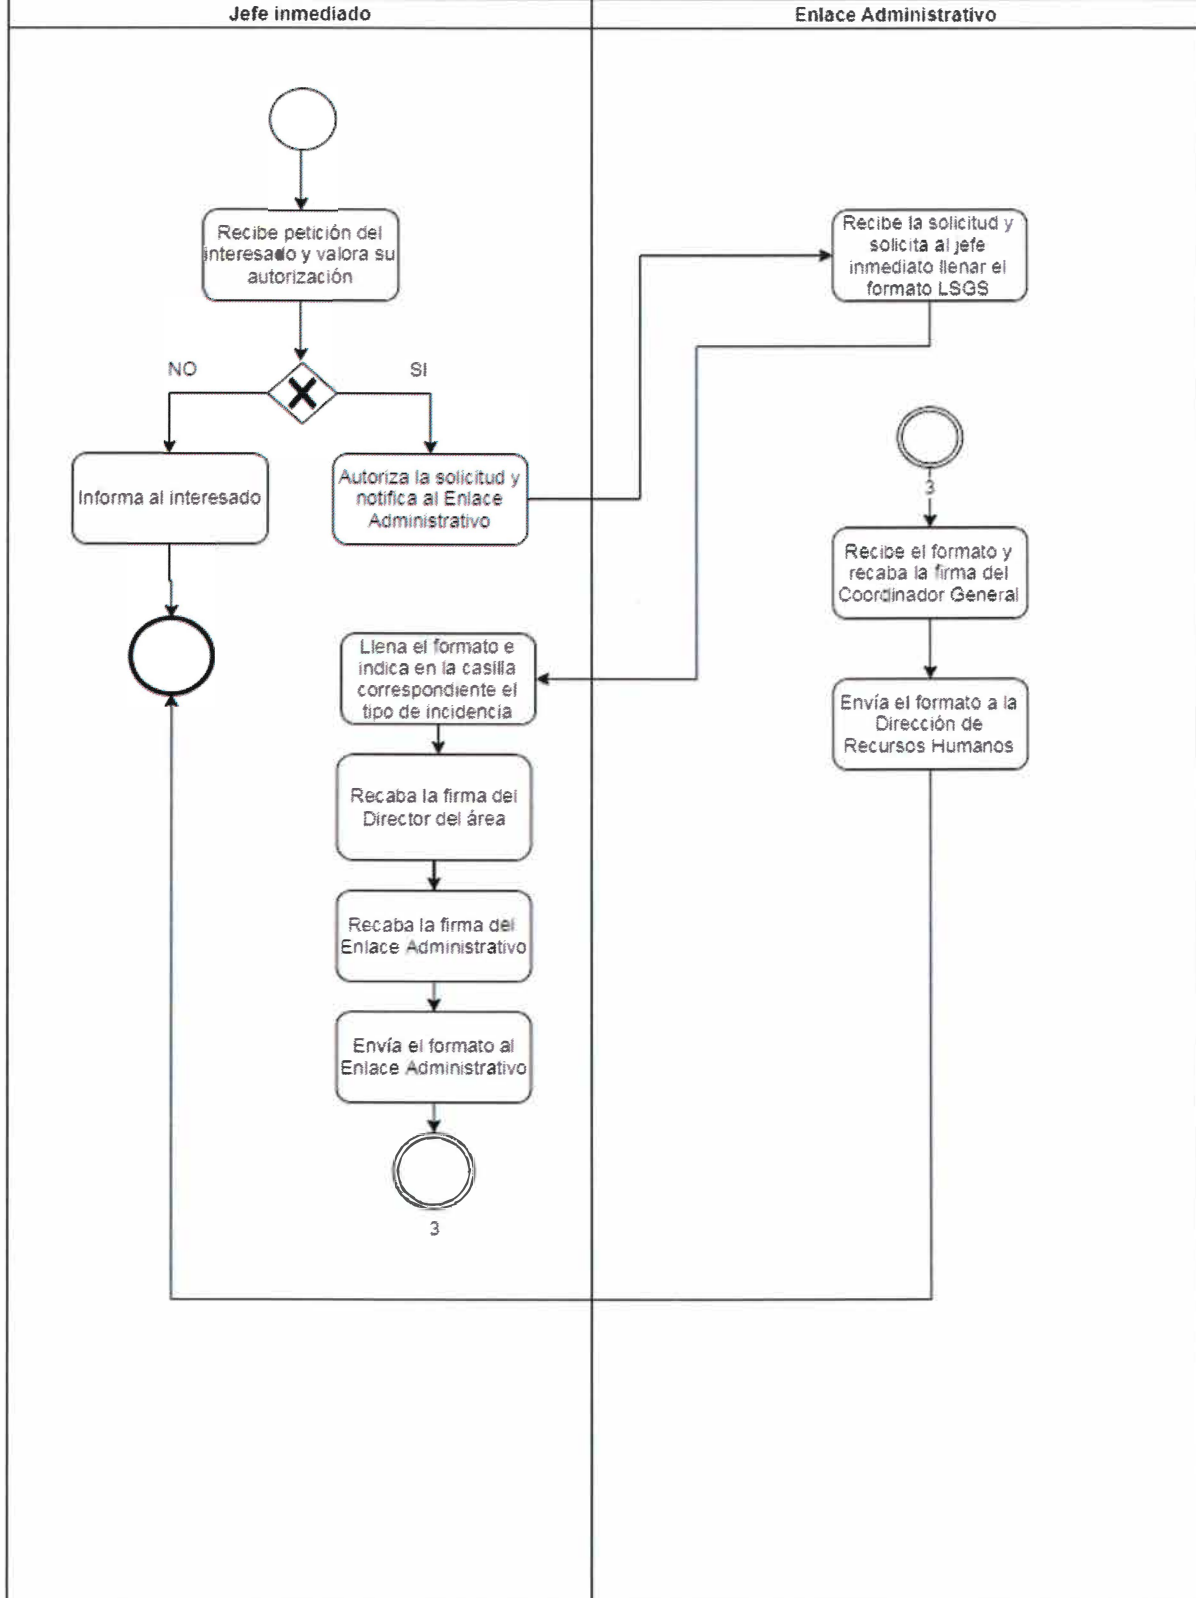 Jefe inmediado
Enlace Administrativo
Recibe petición del
interesado y valora su
autorización
NO
SI
Informa al interesado
Autoriza la solicitud y
notifica al Enlace
Administrativo
Recibe la solicitud y
solicita al jefe
inmediato llenar el
formato LSGS
Llena el formato e
indica en la casilla
correspondiente el
tipo de incidencia
Recaba la firma del
Director del área
Recaba la firma del
Enlace Administrativo
Envía el formato al
Enlace Administrativo
3
3
Recibe el formato y
recaba la firma del
Coordinador General
Envía el formato a la
Dirección de
Recursos Humanos